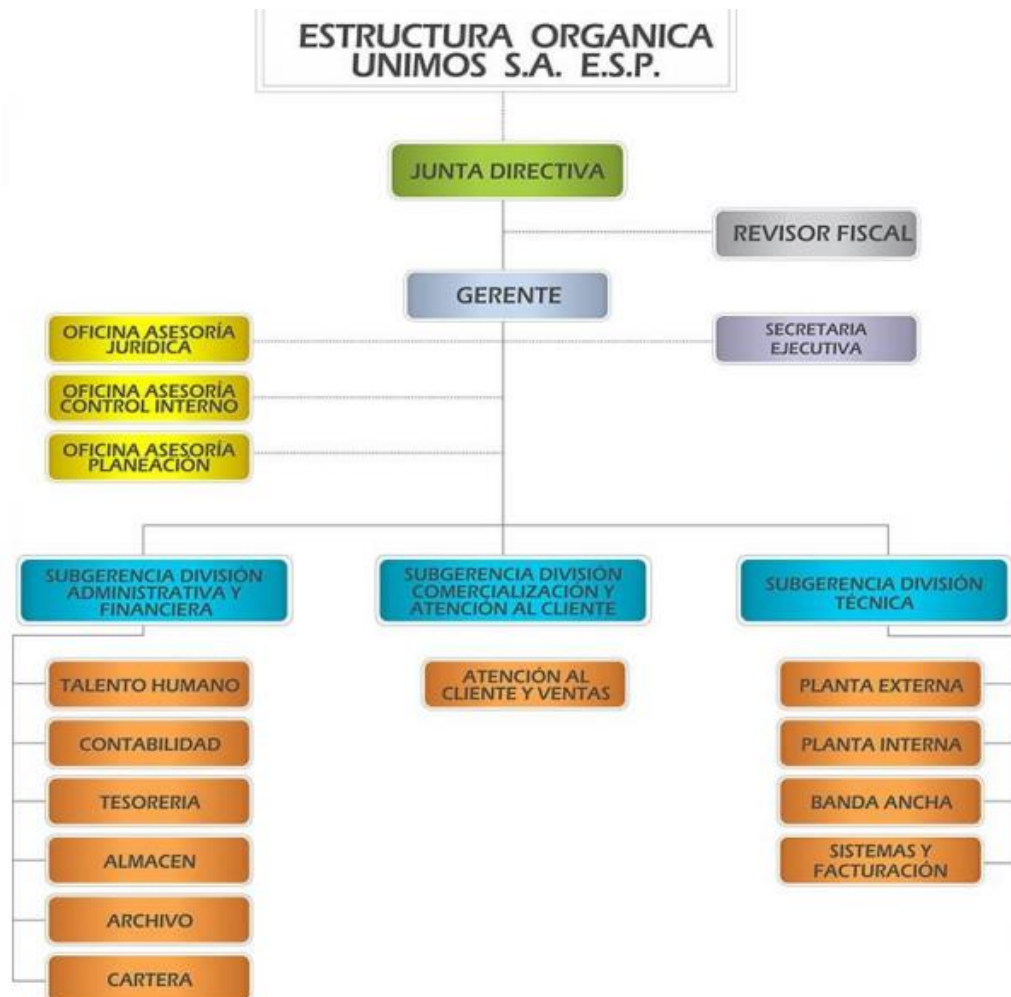 ESTRUCTURA ORGANICA
UNIMOS S.A. E.S.P.
JUNTA DIRECTIVA
REVISOR FISCAL
GERENTE
OFICINA ASESORÍA
JURIDICA
SECRETARIA
EJECUTIVA
OFICINA ASESORÍA
CONTROL INTERNO
OFICINA ASESORÍA
PLANEACIÓN
SUBGERENCIA DIVISIÓN
ADMINISTRATIVA Y
FINANCIERA
SUBGERENCIA DIVISIÓN
COMERCIALIZACIÓN Y
ATENCIÓN AL CLIENTE
SUBGERENCIA DIVISIÓN
TÉCNICA
TALENTO HUMANO
CONTABILIDAD
TESORERIA
ALMACEN
ARCHIVO
CARTERA
ATENCIÓN AL
CLIENTE Y VENTAS
PLANTA EXTERNA
PLANTA INTERNA
BANDA ANCHA
SISTEMAS Y
FACTURACIÓN